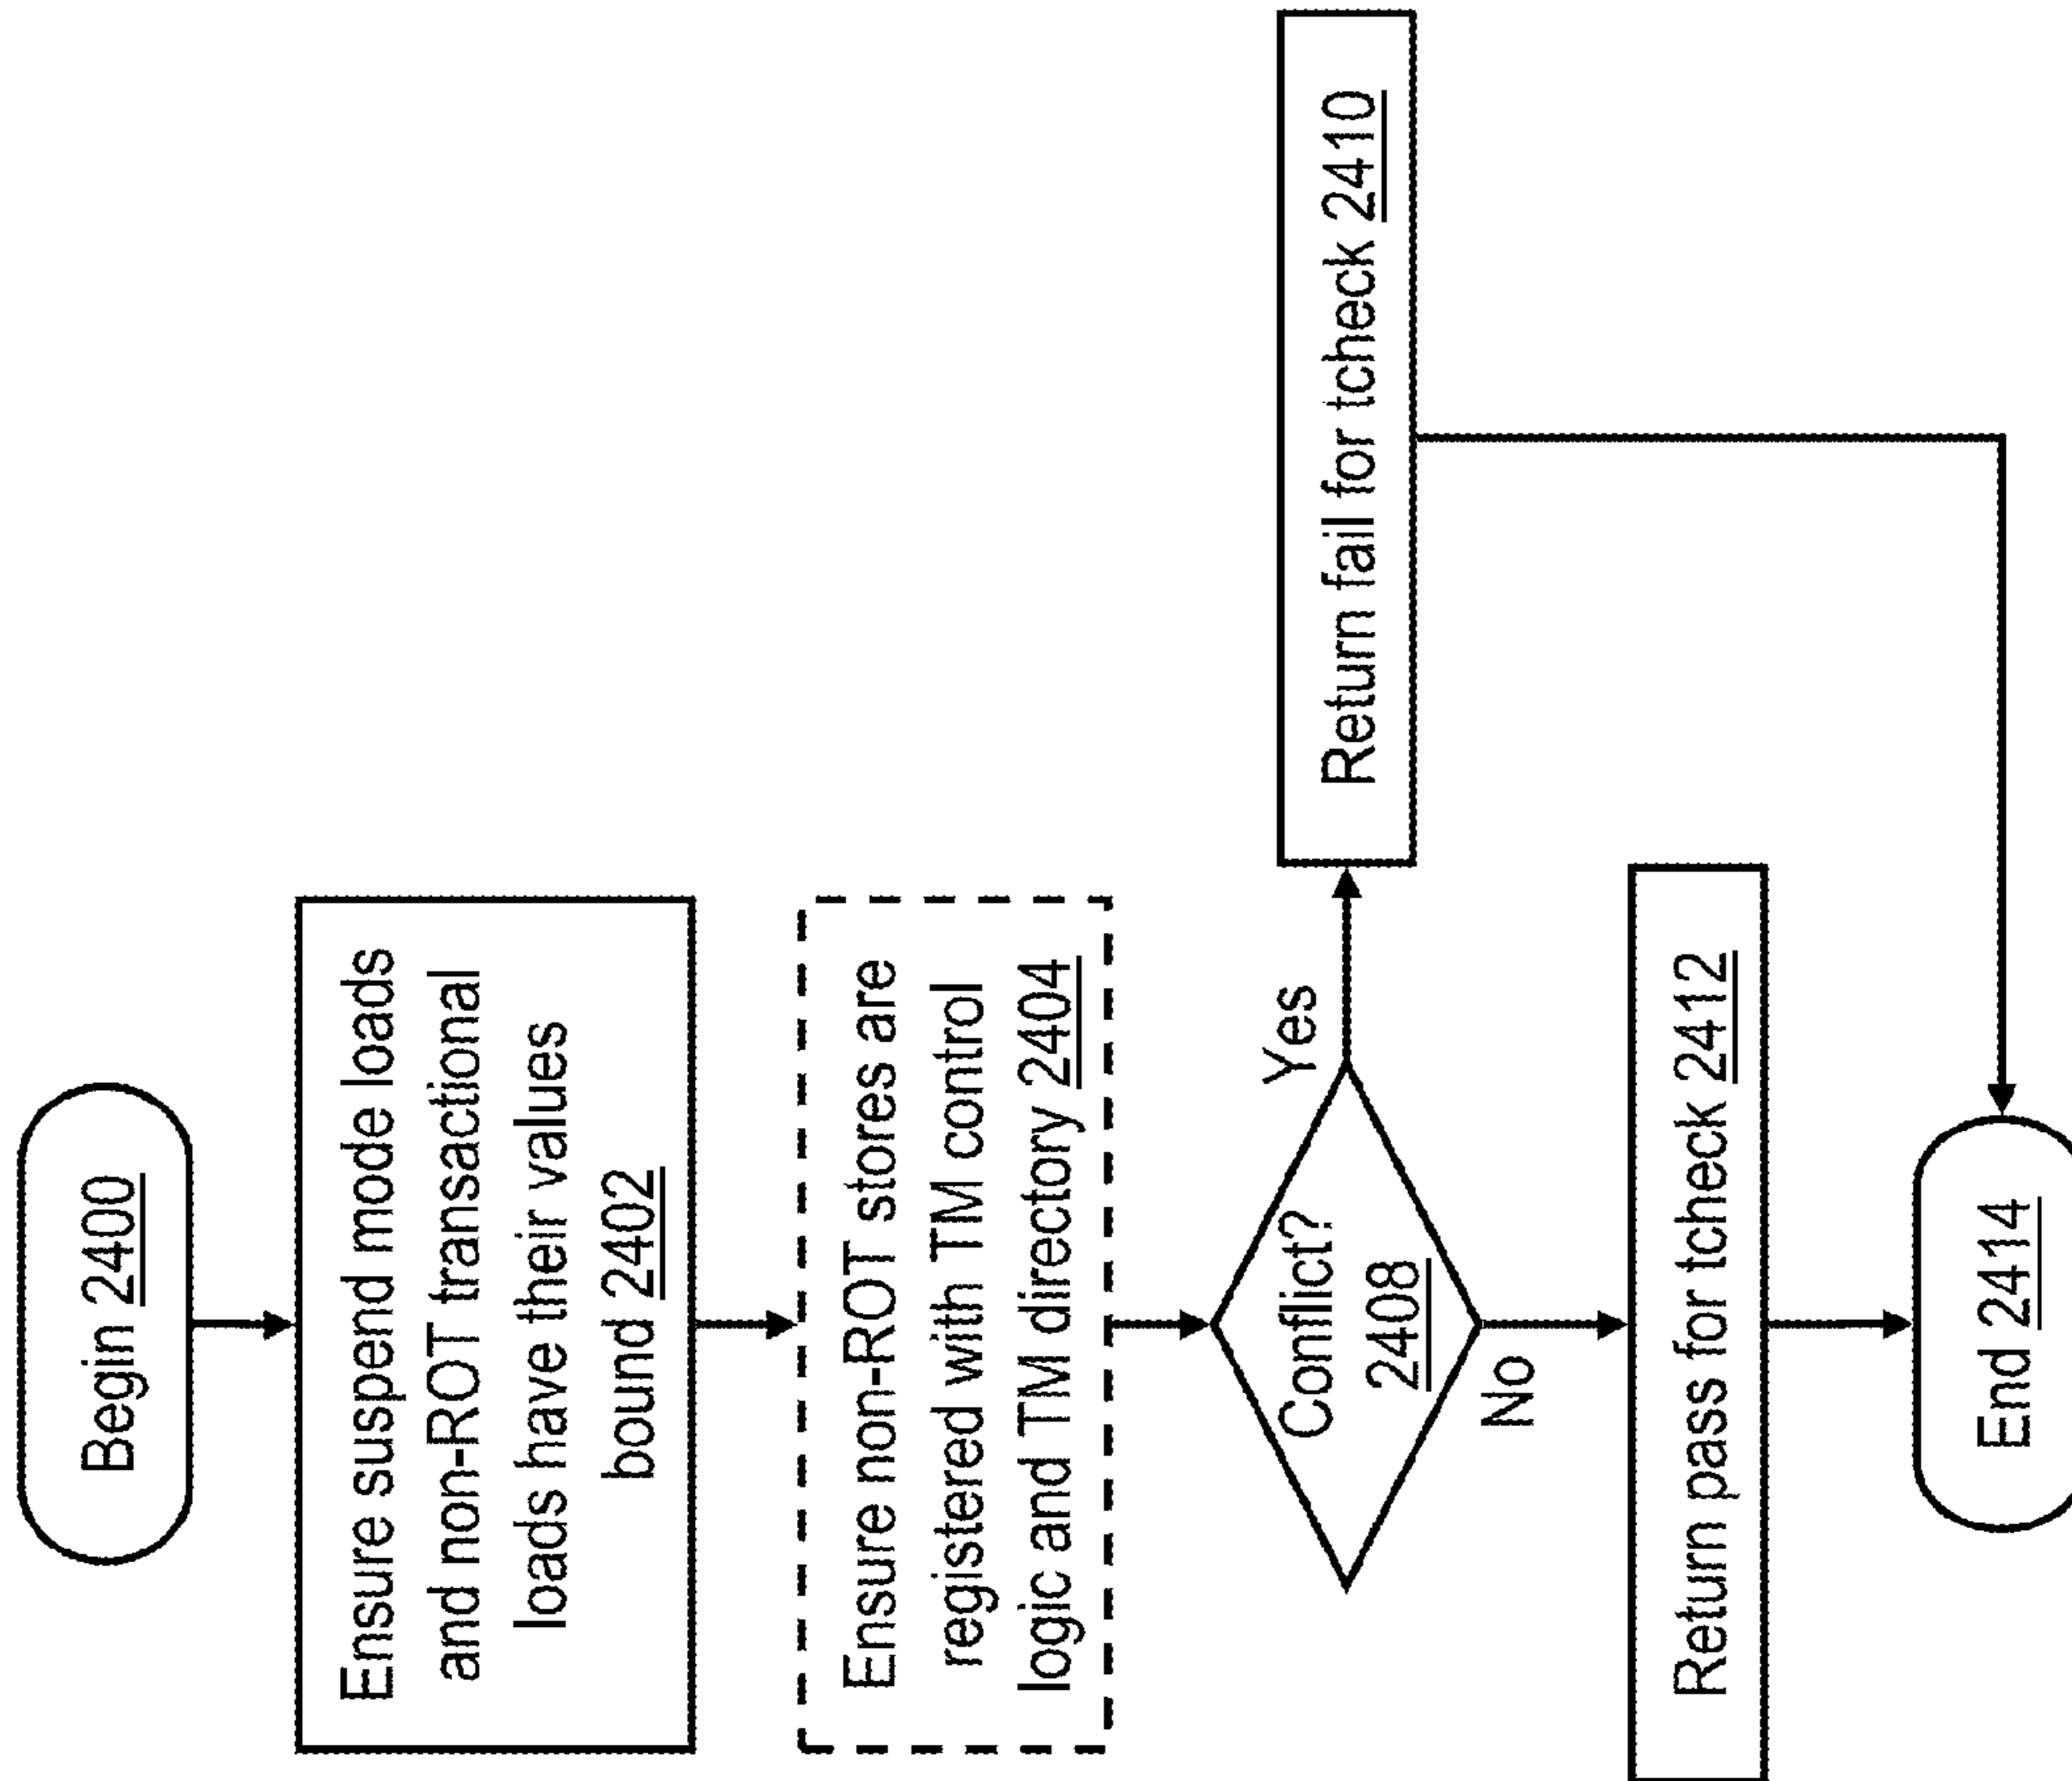 Begin 2400
Ensure suspend mode loads
and non-ROT transactional
loads have their values
bound 2402
Ensure non-ROT stores are
registered with TM control
logic and TM directory 2404
Conflict?
2408
Yes
Return fail for tcheck 2410
No
Return pass for tcheck 2412
End 2414